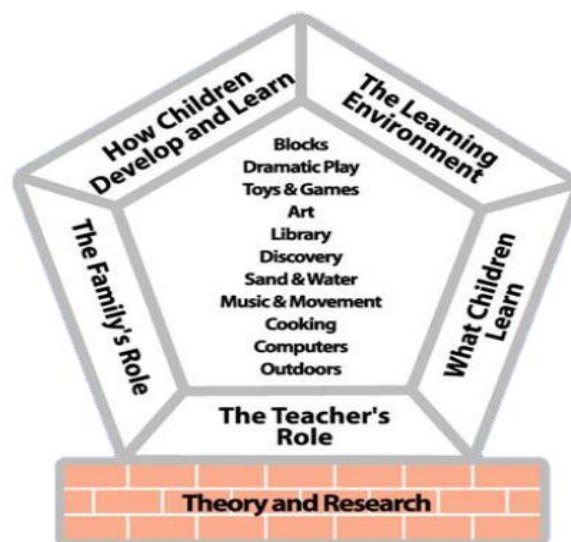 How Children
Develop and Learn
The Learning
Environment
Blocks
Dramatic Play
Toys & Games
Art
Library
Discovery
Sand & Water
Music & Movement
Cooking
Computers
Outdoors
The Family's Role
What Children
Learn
The Teacher's
Role
Theory and Research